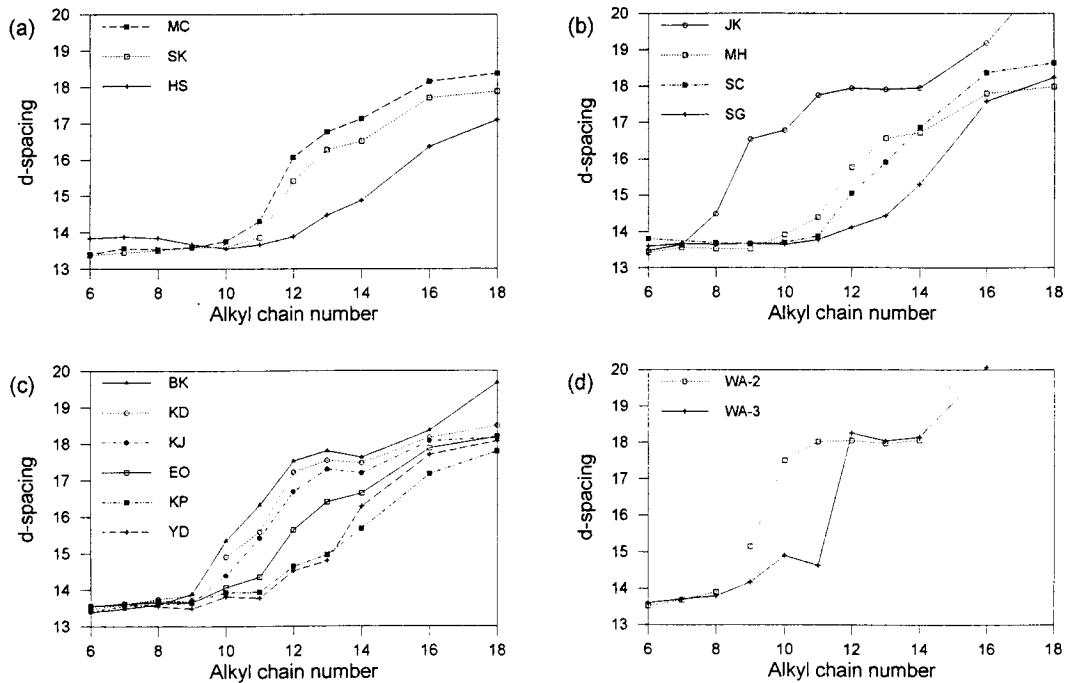 (a)
20
19
18
17
16
15
14
13
d-spacing
MC
SK
HS
6 8 10 12 14 16 18
Alkyl chain number
(b)
20
19
18
17
16
15
14
13
d-spacing
JK
MH
SC
SG
6 8 10 12 14 16 18
Alkyl chain number
(c)
20
19
18
17
16
15
14
13
d-spacing
BK
KD
KJ
EO
KP
YD
6 8 10 12 14 16 18
Alkyl chain number
(d)
20
19
18
17
16
15
14
13
d-spacing
WA-2
WA-3
6 8 10 12 14 16 18
Alkyl chain number